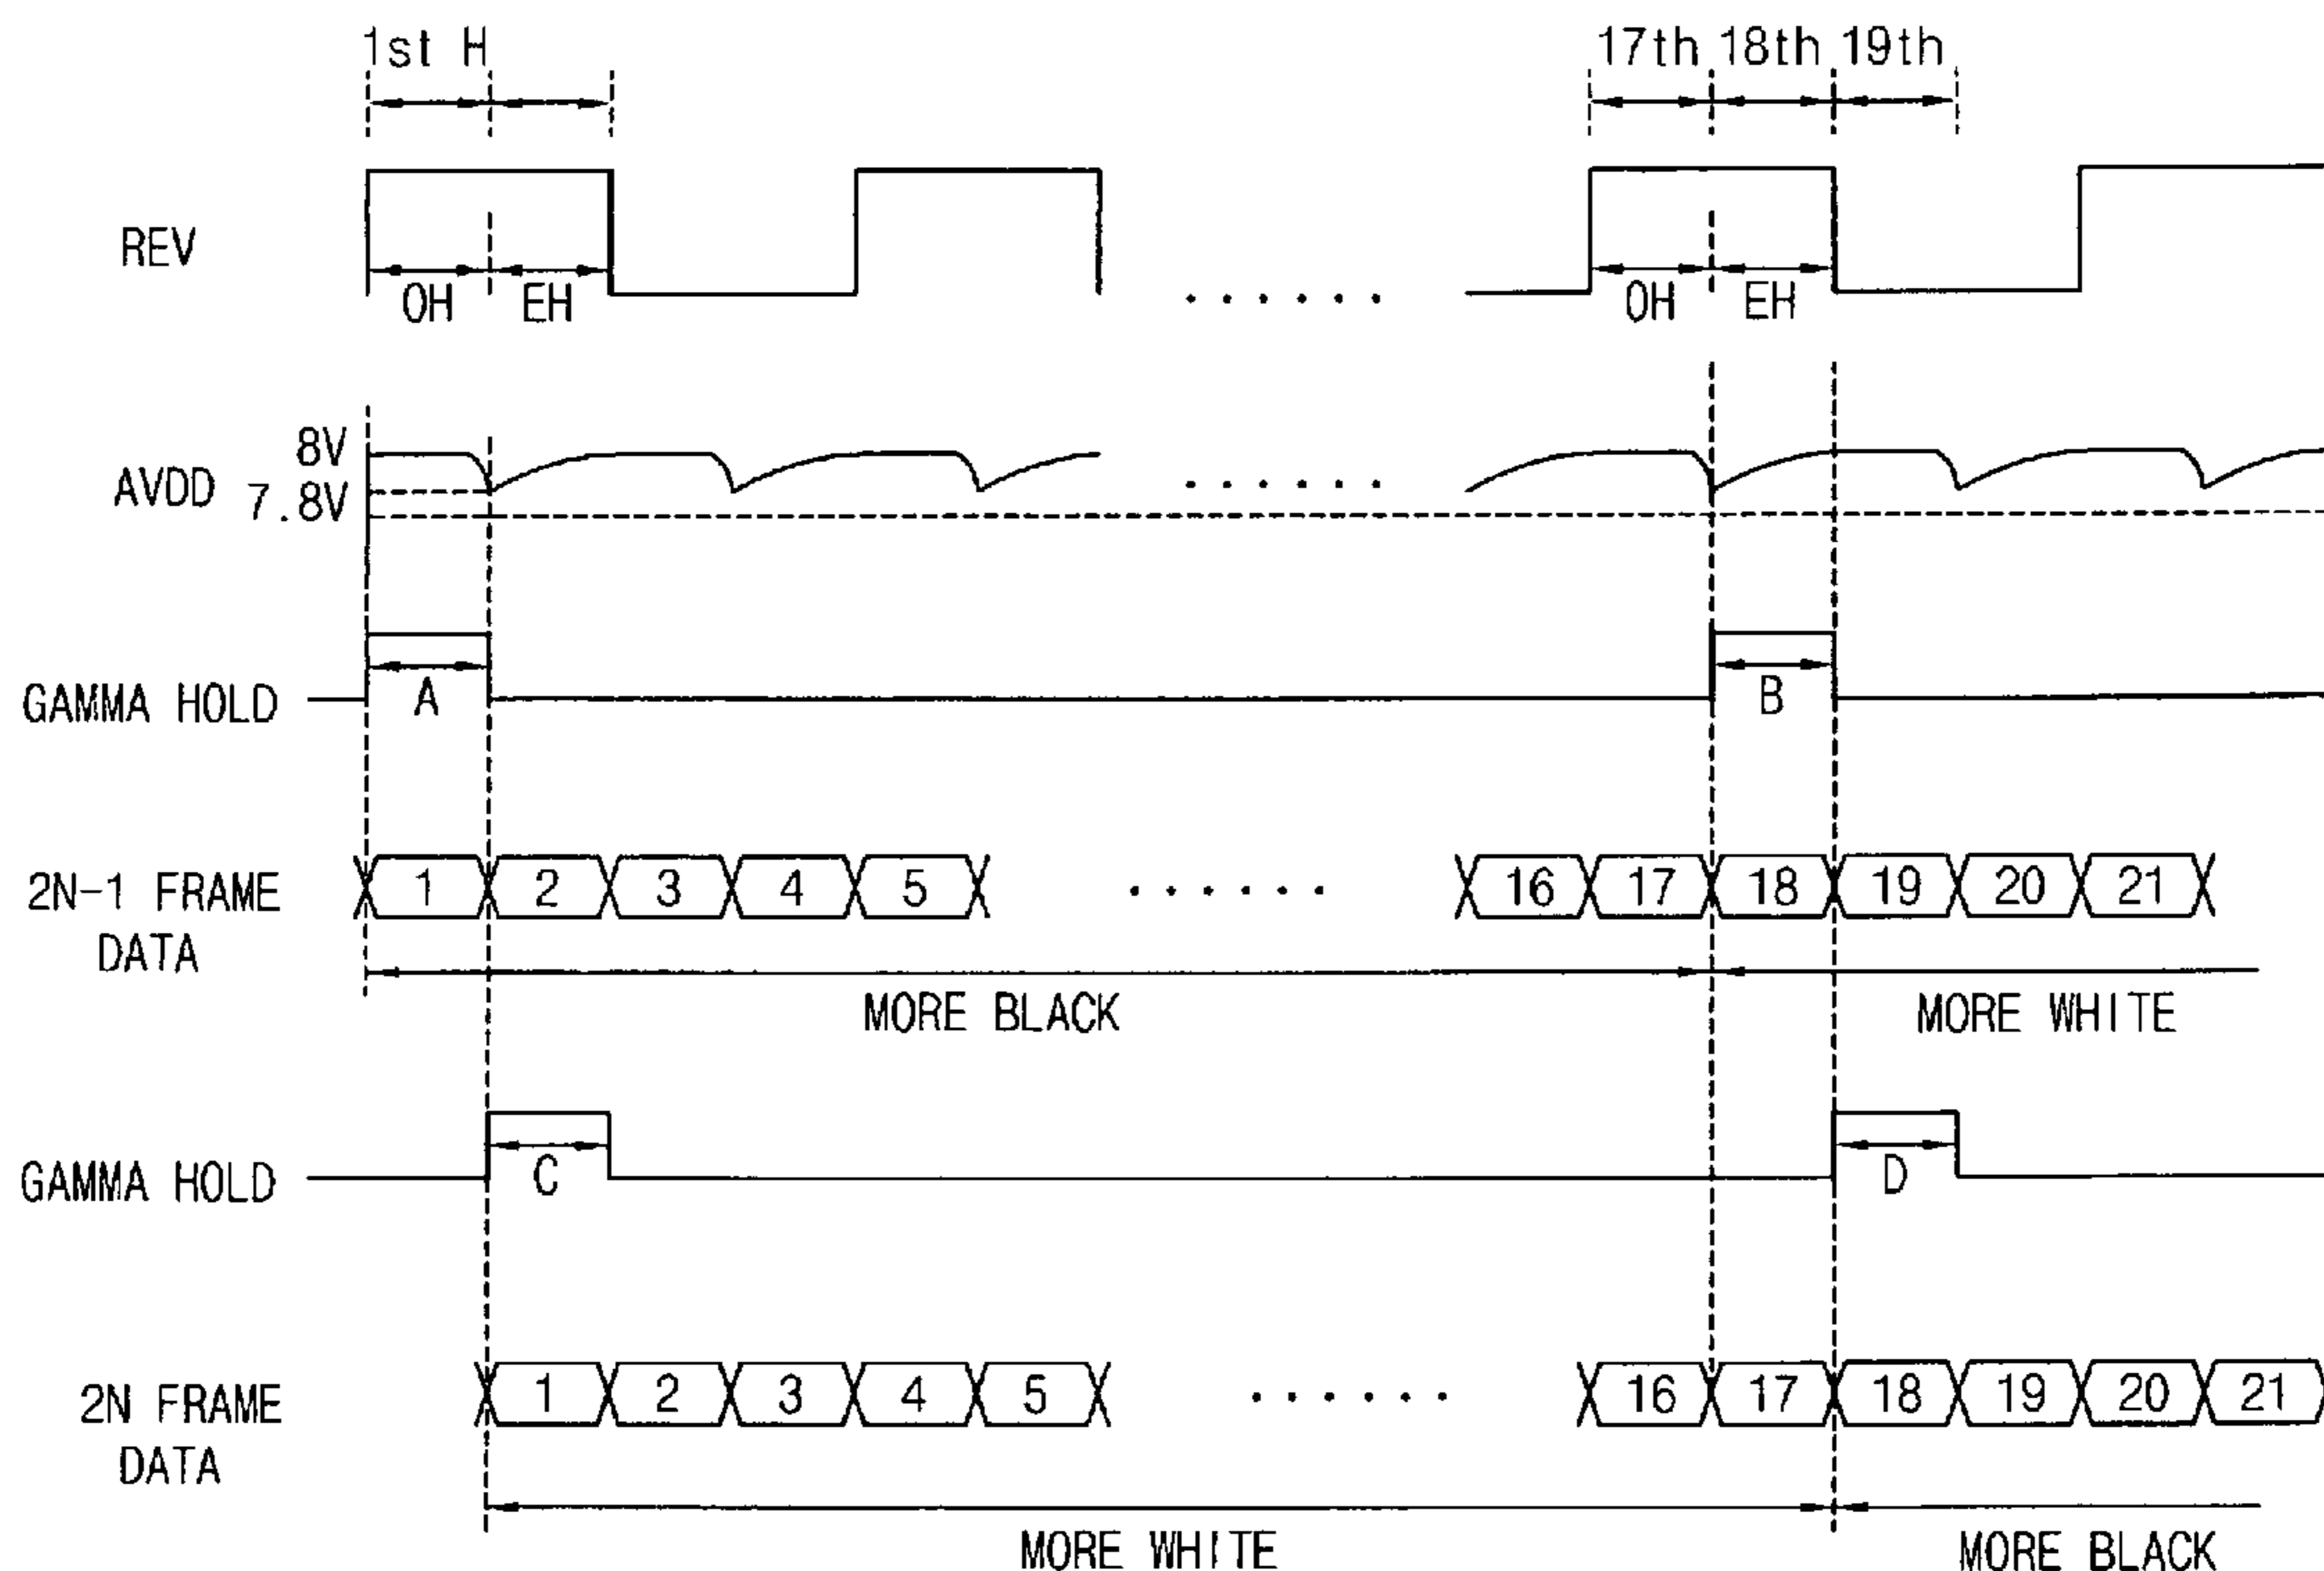 1st H 17th 18th 19th
REV
OH EH OH EH
8V
AVDD 7.8V
GAMMA HOLD A B
2N-1 FRAME DATA
1 2 3 4 5 ...... 16 17 18 19 20 21
MORE BLACK MORE WHITE
GAMMA HOLD C D
2N FRAME DATA
1 2 3 4 5 ...... 16 17 18 19 20 21
MORE WHITE MORE BLACK